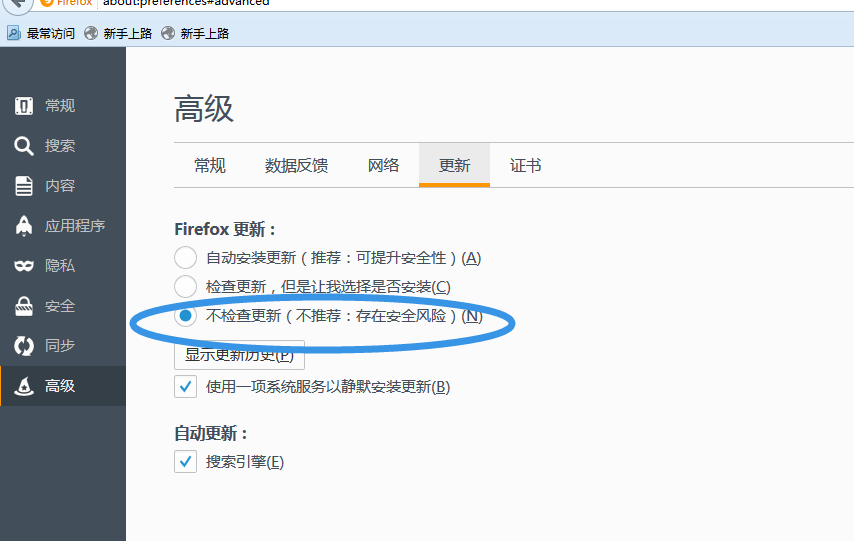 Firefox about:preferences#advanced
最常访问 新手上路 新手上路
常规
搜索
内容
应用程序
隐私
安全
同步
高级
高级
常规 数据反馈 网络 更新 证书
Firefox 更新：
自动安装更新（推荐：可提升安全性）(A)
检查更新，但是让我选择是否安装(C)
不检查更新（不推荐：存在安全风险）(N)
显示更新历史(P)
使用一项系统服务以静默安装更新(B)
自动更新：
搜索引擎(E)